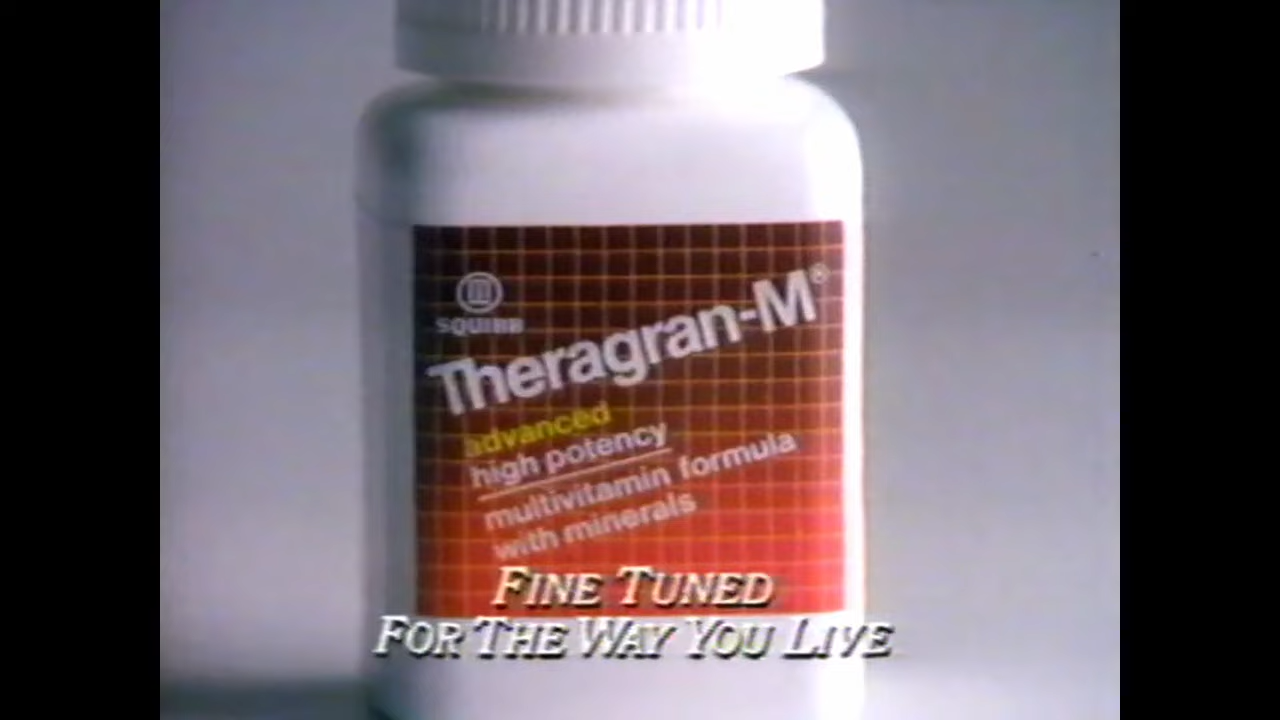 SQUIBB
Theragran-M®
advanced
high potency
multivitamin formula
with minerals
FINE TUNED
FOR THE WAY YOU LIVE